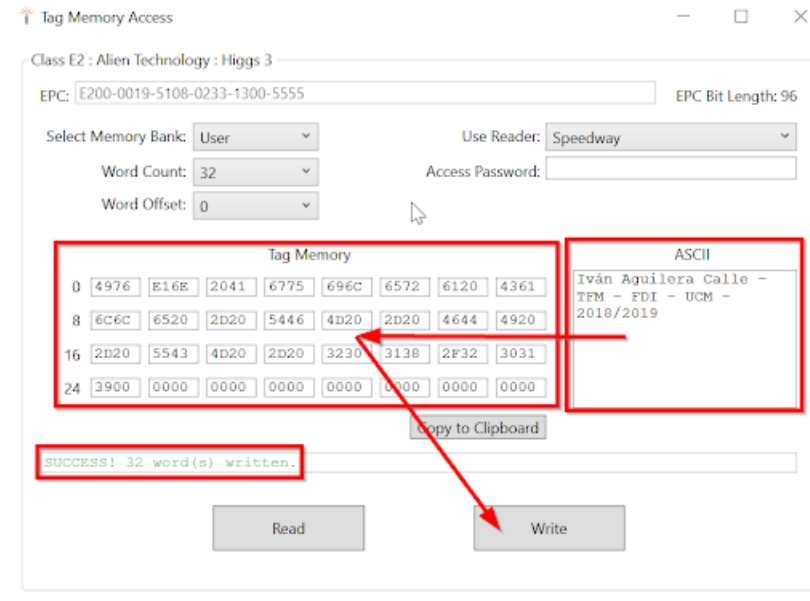 Tag Memory Access
Class E2 : Alien Technology : Higgs 3
EPC: E200-0019-5108-0233-1300-5555 EPC Bit Length: 96
Select Memory Bank: User Use Reader: Speedway
Word Count: 32 Access Password:
Word Offset: 0
Tag Memory ASCII
0 4976 E16E 2041 6775 696C 6572 6120 4361
8 6C6C 6520 2D20 5446 4D20 2D20 4644 4920
16 2D20 5543 4D20 2D20 3230 3138 2F32 3031
24 3900 0000 0000 0000 0000 0000 0000 0000
Iván Aguilera Calle -
TFM - FDI - UCM -
2018/2019
Copy to Clipboard
SUCCESS! 32 word(s) written.
Read Write